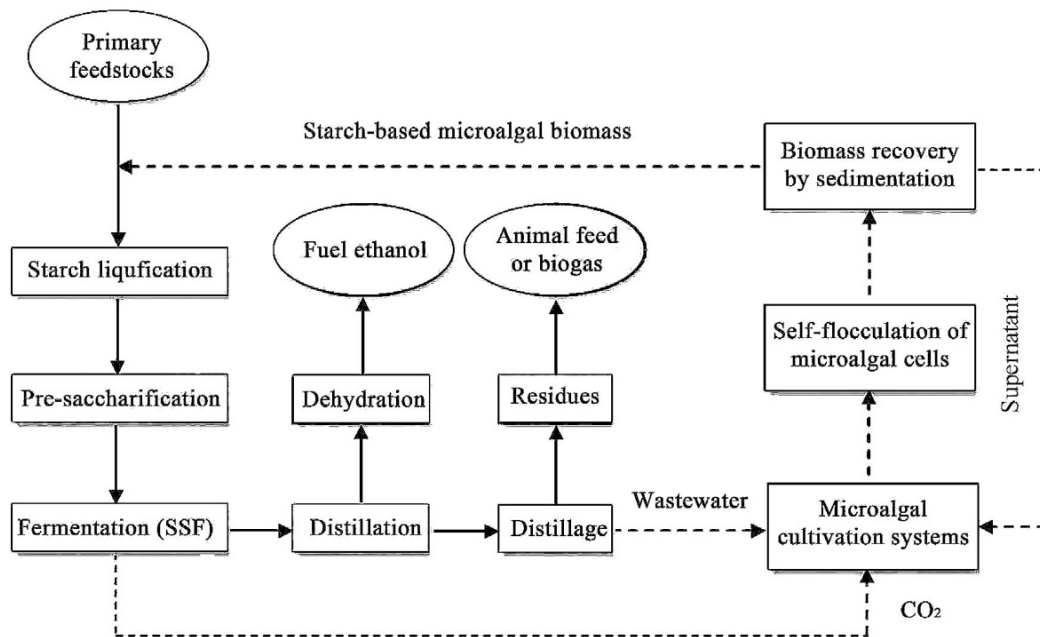 Primary
feedstocks
Starch-based microalgal biomass
Biomass recovery
by sedimentation
Fuel ethanol
Animal feed
or biogas
Starch liqufication
Self-flocculation of
microalgal cells
Supernatant
Pre-saccharification
Dehydration
Residues
Wastewater
Fermentation (SSF)
Distillation
Distillage
Microalgal
cultivation systems
CO₂